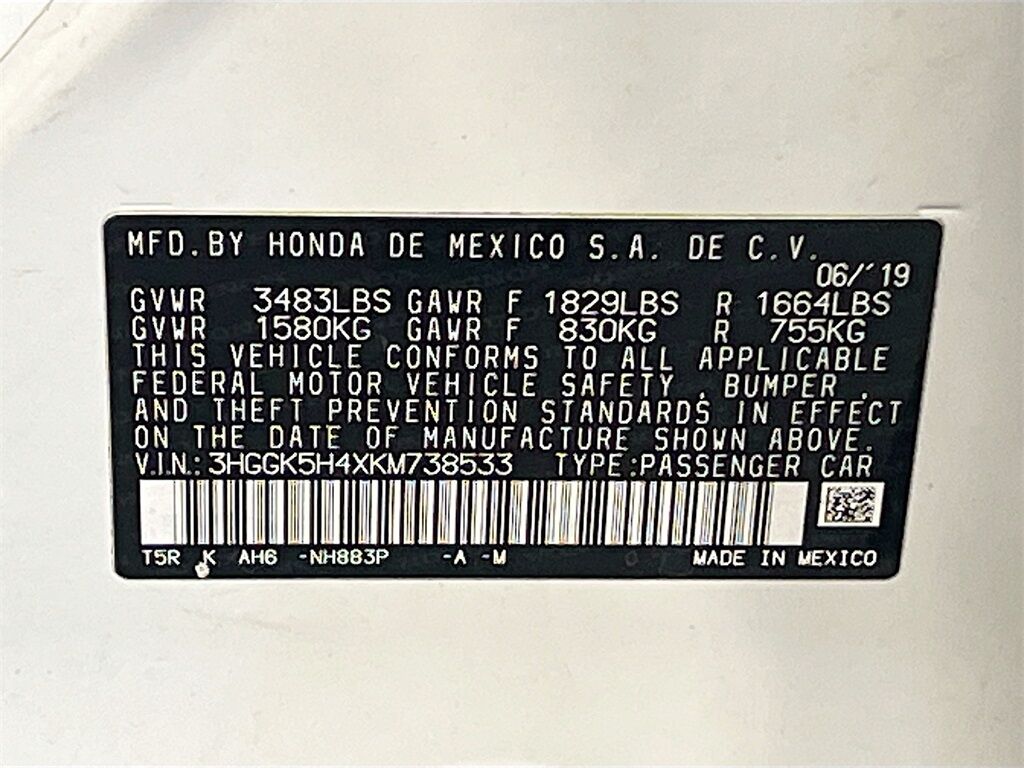 MFD. BY HONDA DE MEXICO S.A. DE C.V.
06/'19
GVWR 3483LBS GAWR F 1829LBS R 1664LBS
GVWR 1580KG GAWR F 830KG R 755KG
THIS VEHICLE CONFORMS TO ALL APPLICABLE
FEDERAL MOTOR VEHICLE SAFETY , BUMPER ,
AND THEFT PREVENTION STANDARDS IN EFFECT
ON THE DATE OF MANUFACTURE SHOWN ABOVE.
V.I.N.: 3HGGK5H4XKM738533 TYPE:PASSENGER CAR
T5R K AH6 -NH883P -A -M MADE IN MEXICO